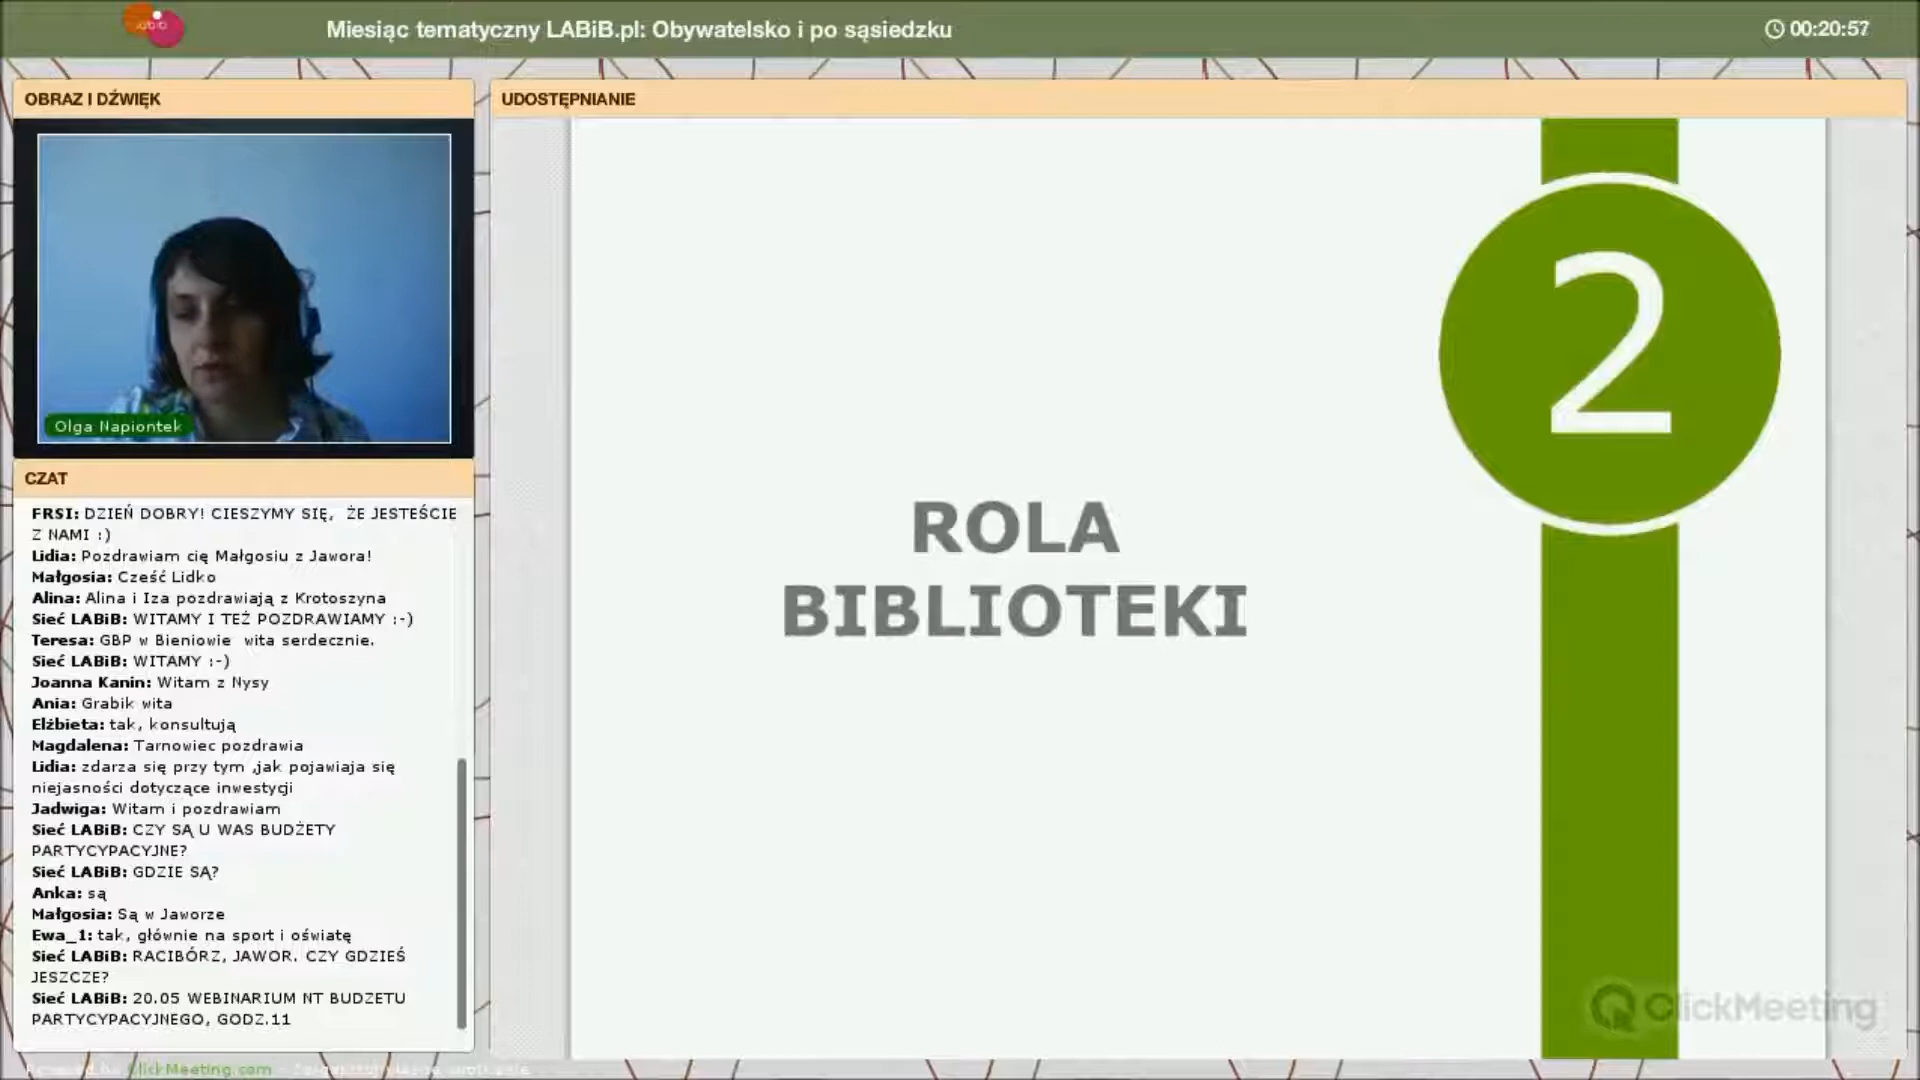 Miesiąc tematyczny LABiB.pl: Obywatelsko i po sąsiedzku
00:20:57
OBRAZ I DŹWIĘK
Olga Napiontek
CZAT
FRSI: DZIEŃ DOBRY! CIESZYMY SIĘ, ŻE JESTEŚCIE
Z NAMI :)
Lidia: Pozdrawiam cię Małgosiu z Jawora!
Małgosia: Cześć Lidko
Alina: Alina i Iza pozdrawiają z Krotoszyna
Sieć LABiB: WITAMY I TEŻ POZDRAWIAMY :-)
Teresa: GBP w Bieniowie wita serdecznie.
Sieć LABiB: WITAMY :-)
Joanna Kanin: Witam z Nysy
Ania: Grabik wita
Elżbieta: tak, konsultują
Magdalena: Tarnowiec pozdrawia
Lidia: zdarza się przy tym ,jak pojawiaja się
niejasności dotyczące inwestycji
Jadwiga: Witam i pozdrawiam
Sieć LABiB: CZY SĄ U WAS BUDŻETY
PARTYCYPACYJNE?
Sieć LABiB: GDZIE SĄ?
Anka: są
Małgosia: Są w Jaworze
Ewa_1: tak, głównie na sport i oświatę
Sieć LABiB: RACIBÓRZ, JAWOR. CZY GDZIEŚ
JESZCZE?
Sieć LABiB: 20.05 WEBINARIUM NT BUDZETU
PARTYCYPACYJNEGO, GODZ.11
ClickMeeting.com
UDOSTĘPNIANIE
2
ROLA
BIBLIOTEKI
ClickMeeting